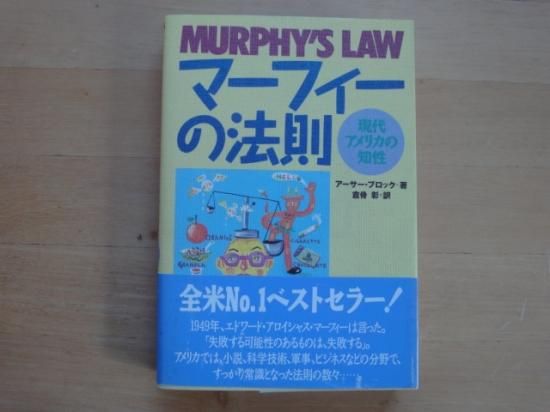 MURPHY'S LAW
マーフィー
の法則
現代
アメリカの
知性
アーサー・ブロック・著
倉骨 彰・訳
ORANGINE
CIGARETTE
CHOCOLATE
全米No.1ベストセラー!
1949年、エドワード・アロイシャス・マーフィーは言った。
「失敗する可能性のあるものは、失敗する」。
アメリカでは、小説、科学技術、軍事、ビジネスなどの分野で、
すっかり常識となった法則の数々……